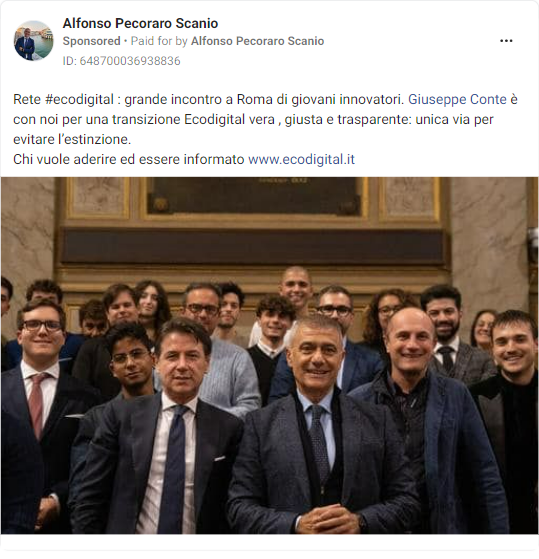 Alfonso Pecoraro Scanio
Sponsored • Paid for by Alfonso Pecoraro Scanio
ID: 648700036938836
Rete #ecodigital : grande incontro a Roma di giovani innovatori. Giuseppe Conte è
con noi per una transizione Ecodigital vera , giusta e trasparente: unica via per
evitare l’estinzione.
Chi vuole aderire ed essere informato www.ecodigital.it